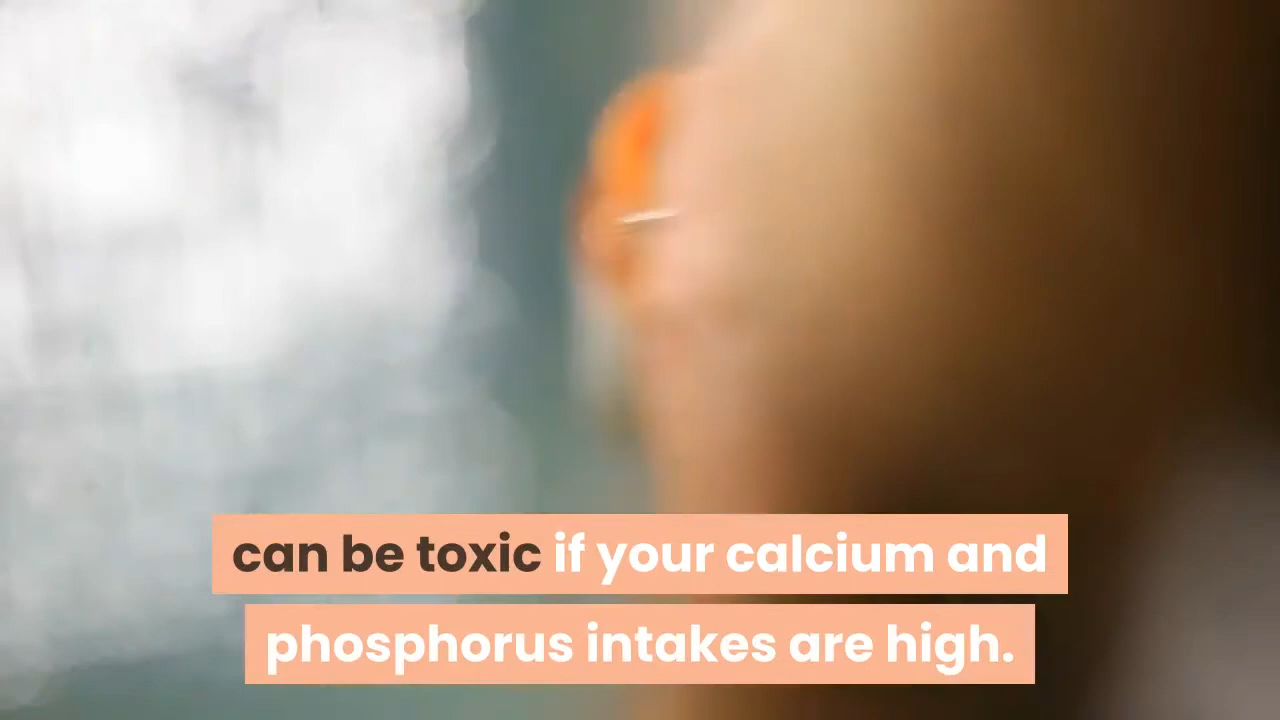 can be toxic if your calcium and
phosphorus intakes are high.